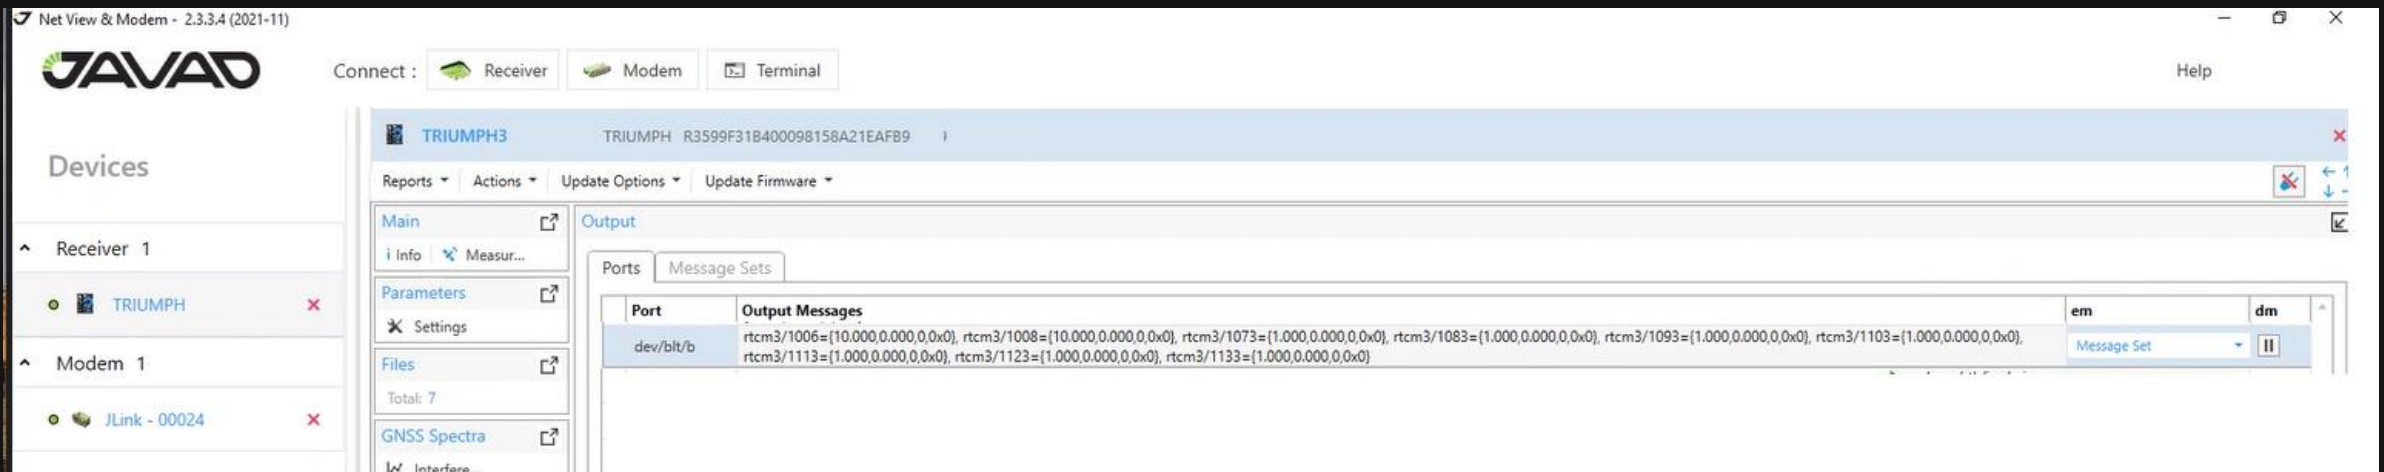 Net View & Modem - 2.3.3.4 (2021-11)
JAVAD
Connect : Receiver Modem Terminal
Help
Devices
Receiver 1
TRIUMPH
Modem 1
JLink - 00024
TRIUMPH3 TRIUMPH R3599F31B400098158A21EAFB9
Reports Actions Update Options Update Firmware
Main
i Info Measur...
Parameters
Settings
Files
Total: 7
GNSS Spectra
Interfere...
Output
Ports Message Sets
Port Output Messages em dm
dev/blt/b
rtcm3/1006={10.000,0.000,0,0x0}, rtcm3/1008={10.000,0.000,0,0x0}, rtcm3/1073={1.000,0.000,0,0x0}, rtcm3/1083={1.000,0.000,0,0x0}, rtcm3/1093={1.000,0.000,0,0x0}, rtcm3/1103={1.000,0.000,0,0x0},
rtcm3/1113={1.000,0.000,0,0x0}, rtcm3/1123={1.000,0.000,0,0x0}, rtcm3/1133={1.000,0.000,0,0x0}
Message Set